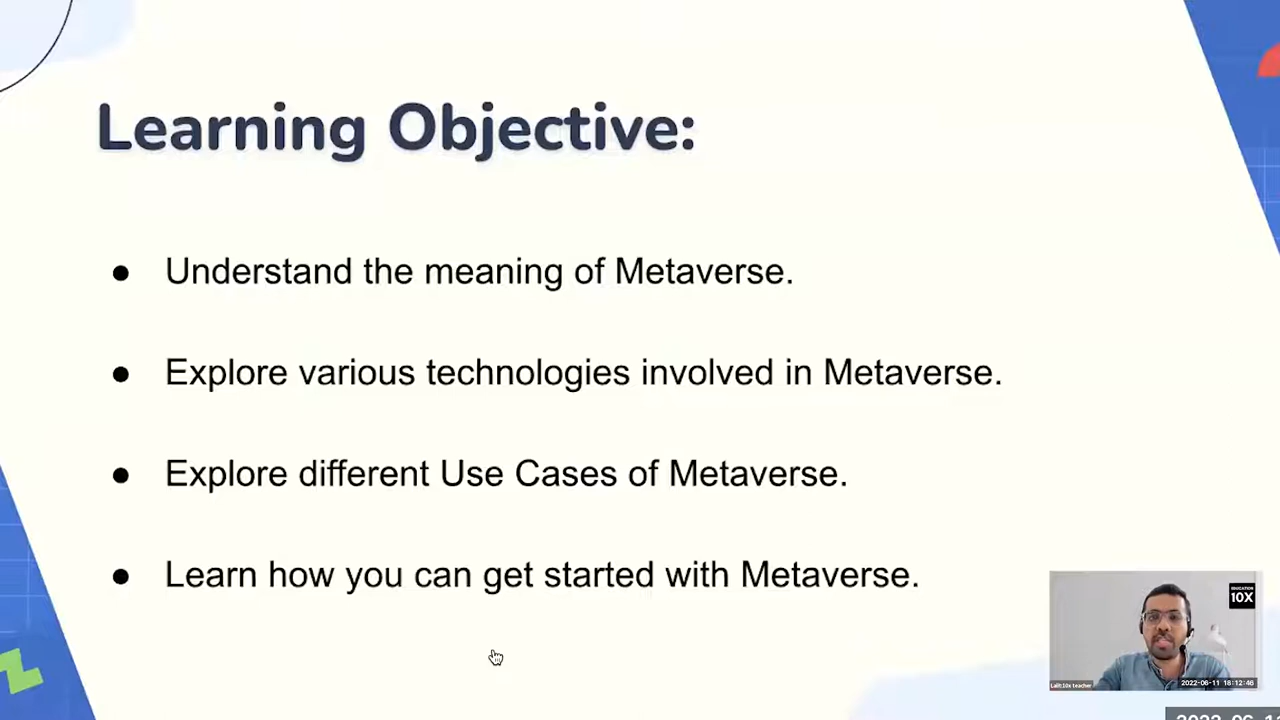 Learning Objective:
● Understand the meaning of Metaverse.
● Explore various technologies involved in Metaverse.
● Explore different Use Cases of Metaverse.
● Learn how you can get started with Metaverse.
EDUCATION
10X
Lalit:10x teacher
2022-06-11 18:12:46